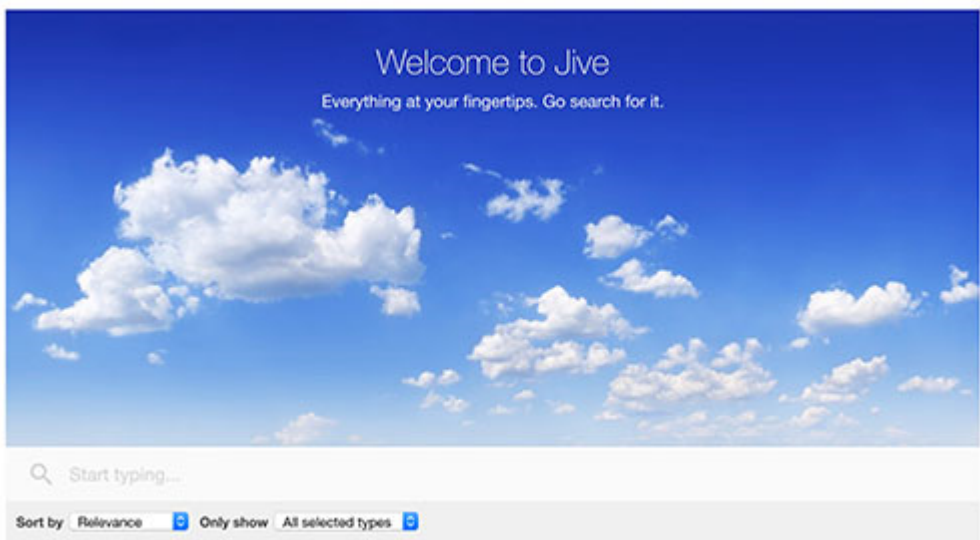 Welcome to Jive
Everything at your fingertips. Go search for it.
Start typing...
Sort by Relevance Only show All selected types